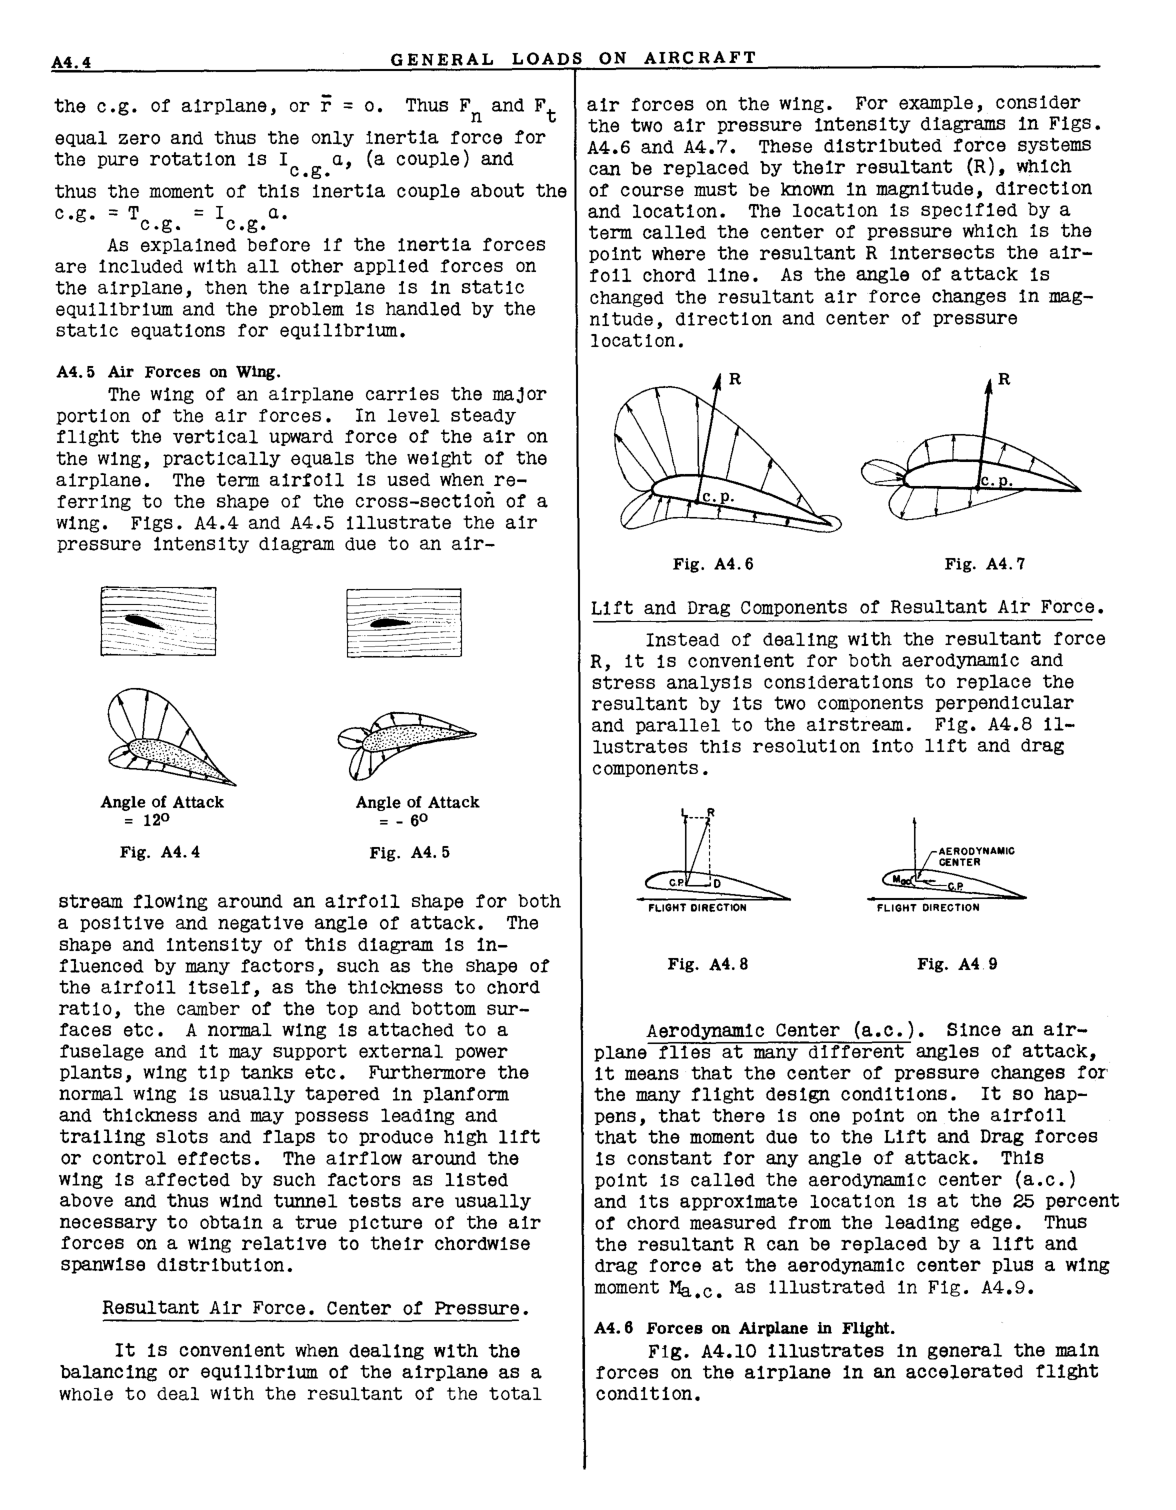 A4.4
GENERAL LOADS ON AIRCRAFT
the c.g. of airplane, or r̄ = o. Thus Fn and Ft
equal zero and thus the only inertia force for
the pure rotation is Ic.g.α, (a couple) and
thus the moment of this inertia couple about the
c.g. = Tc.g. = Ic.g.α.
As explained before if the inertia forces
are included with all other applied forces on
the airplane, then the airplane is in static
equilibrium and the problem is handled by the
static equations for equilibrium.
A4.5 Air Forces on Wing.
The wing of an airplane carries the major
portion of the air forces. In level steady
flight the vertical upward force of the air on
the wing, practically equals the weight of the
airplane. The term airfoil is used when re-
ferring to the shape of the cross-section of a
wing. Figs. A4.4 and A4.5 illustrate the air
pressure intensity diagram due to an air-
Angle of Attack
= 12º
Fig. A4.4
Angle of Attack
= - 6º
Fig. A4.5
stream flowing around an airfoil shape for both
a positive and negative angle of attack. The
shape and intensity of this diagram is in-
fluenced by many factors, such as the shape of
the airfoil itself, as the thickness to chord
ratio, the camber of the top and bottom sur-
faces etc. A normal wing is attached to a
fuselage and it may support external power
plants, wing tip tanks etc. Furthermore the
normal wing is usually tapered in planform
and thickness and may possess leading and
trailing slots and flaps to produce high lift
or control effects. The airflow around the
wing is affected by such factors as listed
above and thus wind tunnel tests are usually
necessary to obtain a true picture of the air
forces on a wing relative to their chordwise
spanwise distribution.
Resultant Air Force. Center of Pressure.
It is convenient when dealing with the
balancing or equilibrium of the airplane as a
whole to deal with the resultant of the total
air forces on the wing. For example, consider
the two air pressure intensity diagrams in Figs.
A4.6 and A4.7. These distributed force systems
can be replaced by their resultant (R), which
of course must be known in magnitude, direction
and location. The location is specified by a
term called the center of pressure which is the
point where the resultant R intersects the air-
foil chord line. As the angle of attack is
changed the resultant air force changes in mag-
nitude, direction and center of pressure
location.
R
c.p.
Fig. A4.6
R
c.p.
Fig. A4.7
Lift and Drag Components of Resultant Air Force.
Instead of dealing with the resultant force
R, it is convenient for both aerodynamic and
stress analysis considerations to replace the
resultant by its two components perpendicular
and parallel to the airstream. Fig. A4.8 il-
lustrates this resolution into lift and drag
components.
L R
C.P. D
FLIGHT DIRECTION
Fig. A4.8
AERODYNAMIC
CENTER
Mac
C.P.
FLIGHT DIRECTION
Fig. A4.9
Aerodynamic Center (a.c.). Since an air-
plane flies at many different angles of attack,
it means that the center of pressure changes for
the many flight design conditions. It so hap-
pens, that there is one point on the airfoil
that the moment due to the Lift and Drag forces
is constant for any angle of attack. This
point is called the aerodynamic center (a.c.)
and its approximate location is at the 25 percent
of chord measured from the leading edge. Thus
the resultant R can be replaced by a lift and
drag force at the aerodynamic center plus a wing
moment Ma.c. as illustrated in Fig. A4.9.
A4.6 Forces on Airplane in Flight.
Fig. A4.10 illustrates in general the main
forces on the airplane in an accelerated flight
condition.